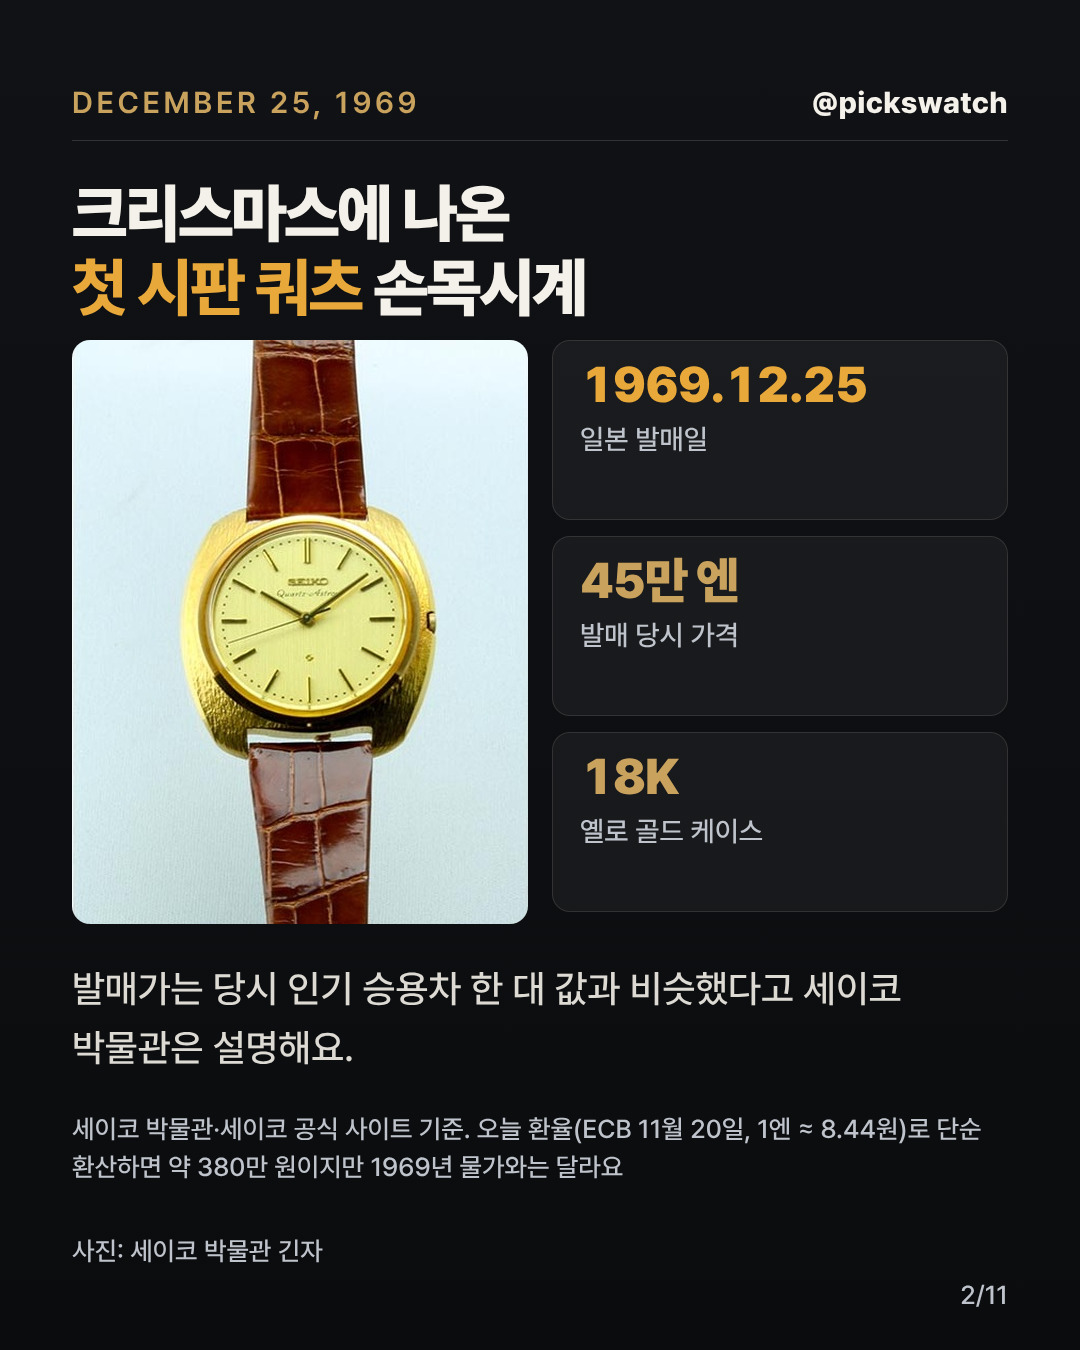 DECEMBER 25, 1969
@pickswatch
크리스마스에 나온
첫 시판 쿼츠 손목시계
SEIKO
Quartz-Astron
1969.12.25
일본 발매일
45만 엔
발매 당시 가격
18K
옐로 골드 케이스
발매가는 당시 인기 승용차 한 대 값과 비슷했다고 세이코
박물관은 설명해요.
세이코 박물관·세이코 공식 사이트 기준. 오늘 환율(ECB 11월 20일, 1엔 ≈ 8.44원)로 단순
환산하면 약 380만 원이지만 1969년 물가와는 달라요
사진: 세이코 박물관 긴자
2/11